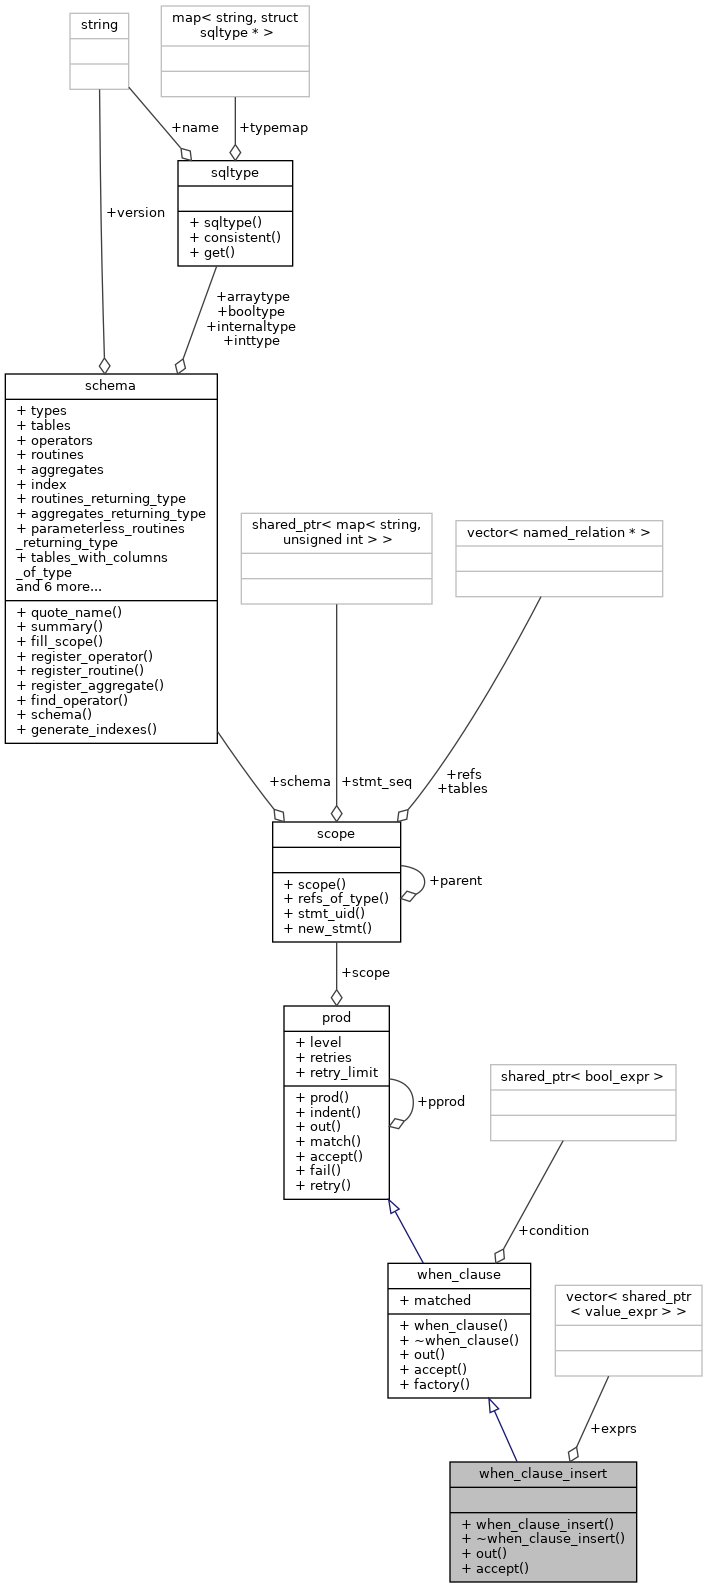 string
map< string, struct
sqltype * >
+name
+typemap
sqltype
+ sqltype()
+ consistent()
+ get()
+version
+arraytype
+booltype
+internaltype
+inttype
schema
+ types
+ tables
+ operators
+ routines
+ aggregates
+ index
+ routines_returning_type
+ aggregates_returning_type
+ parameterless_routines
_returning_type
+ tables_with_columns
_of_type
and 6 more...
+ quote_name()
+ summary()
+ fill_scope()
+ register_operator()
+ register_routine()
+ register_aggregate()
+ find_operator()
+ schema()
+ generate_indexes()
shared_ptr< map< string,
unsigned int > >
vector< named_relation * >
+schema
+stmt_seq
+refs
+tables
scope
+ scope()
+ refs_of_type()
+ stmt_uid()
+ new_stmt()
+parent
+scope
prod
+ level
+ retries
+ retry_limit
+ prod()
+ indent()
+ out()
+ match()
+ accept()
+ fail()
+ retry()
+pprod
shared_ptr< bool_expr >
+condition
when_clause
+ matched
+ when_clause()
+ ~when_clause()
+ out()
+ accept()
+ factory()
vector< shared_ptr
< value_expr > >
+exprs
when_clause_insert
+ when_clause_insert()
+ ~when_clause_insert()
+ out()
+ accept()